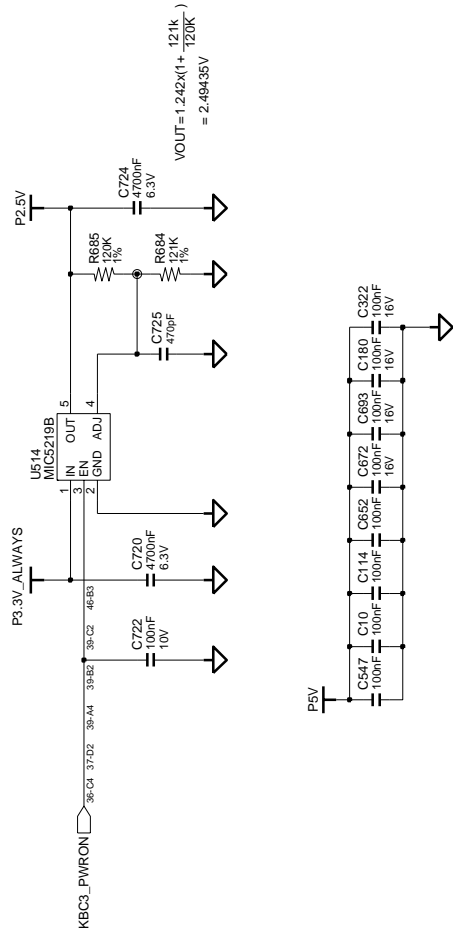 P3.3V_ALWAYS
P2.5V
U514
MIC5219B
1 IN OUT 5
3 EN
2 GND ADJ 4
KBC3_PWRON
36-C4 37-D2 39-A4 39-B2 39-C2 46-B3
C722
100nF
10V
C720
4700nF
6.3V
C725
470pF
R685
120K
1%
R684
121K
1%
C724
4700nF
6.3V
VOUT=1.242x(1+ 121k )
120K
= 2.49435V
P5V
C547
100nF
C10
100nF
C114
100nF
C652
100nF
C672
100nF
16V
C693
100nF
16V
C180
100nF
16V
C322
100nF
16V